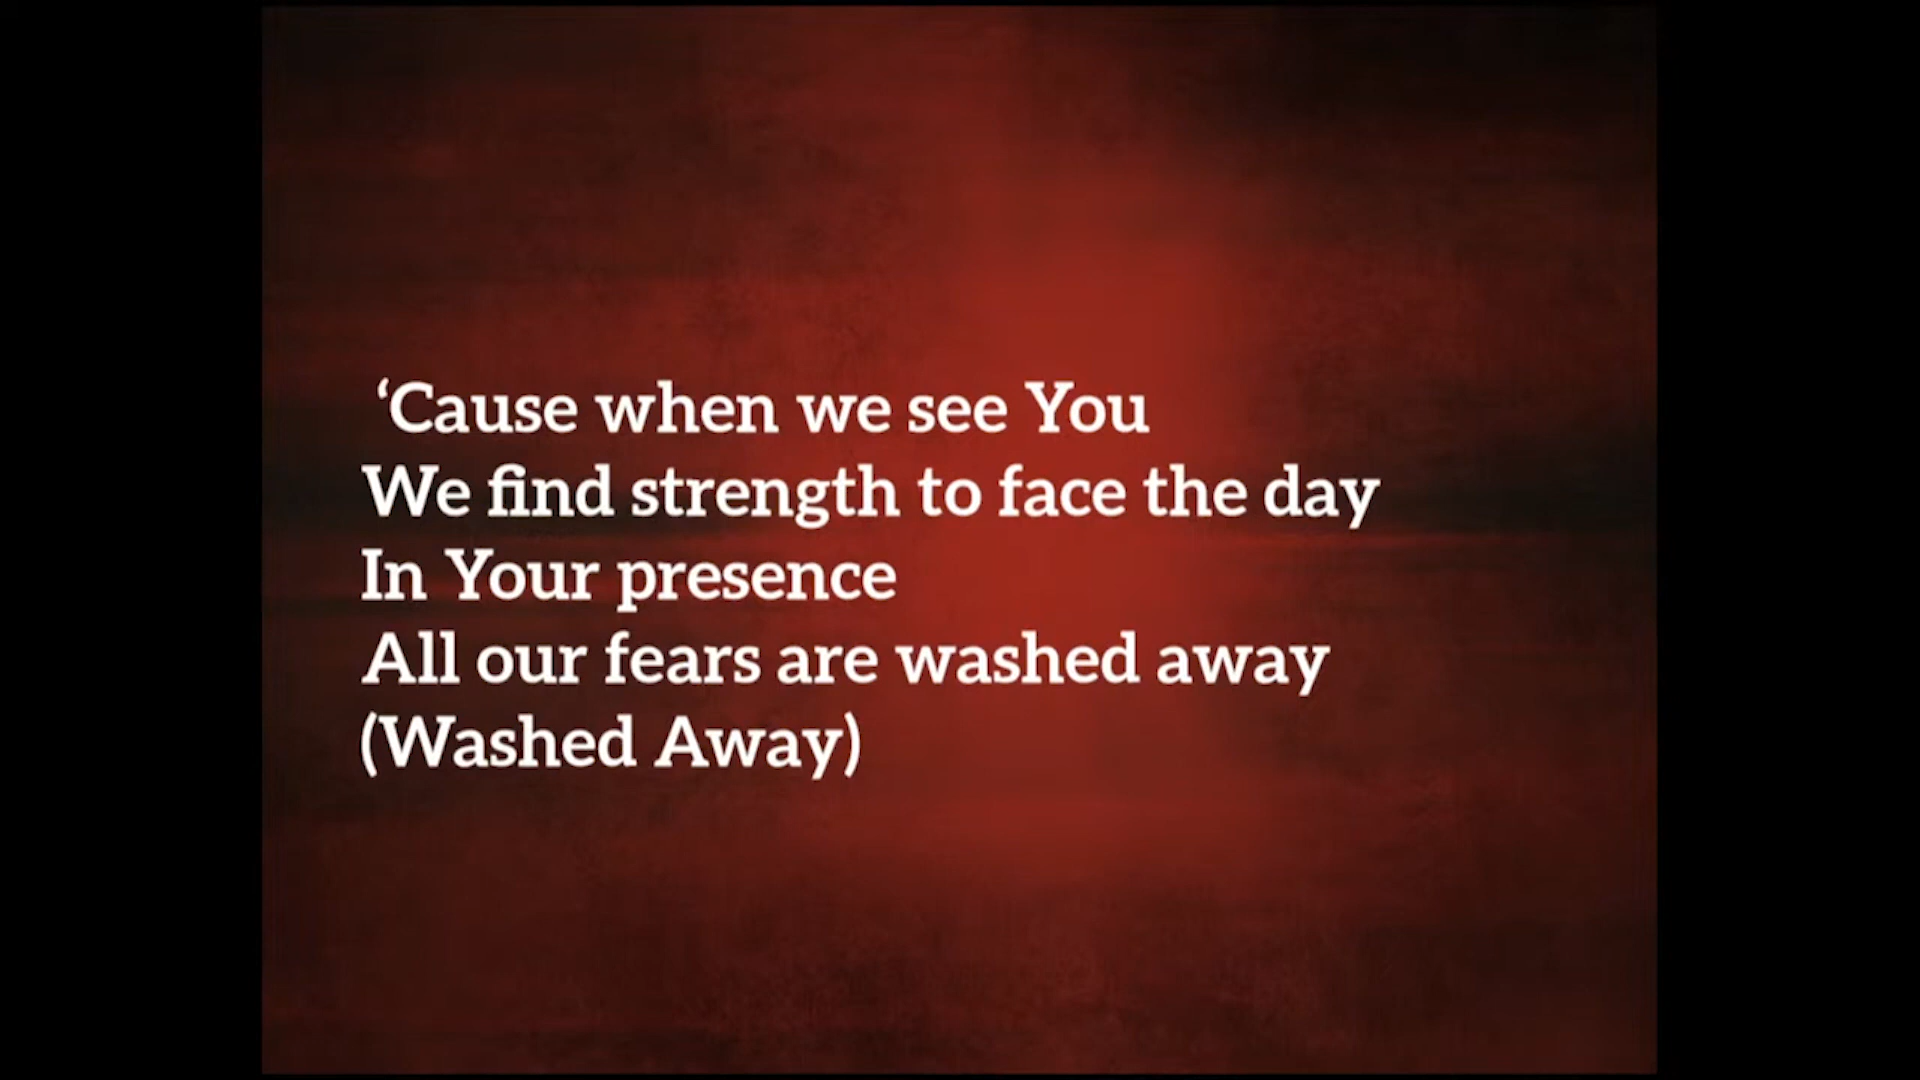 ‘Cause when we see You
We find strength to face the day
In Your presence
All our fears are washed away
(Washed Away)